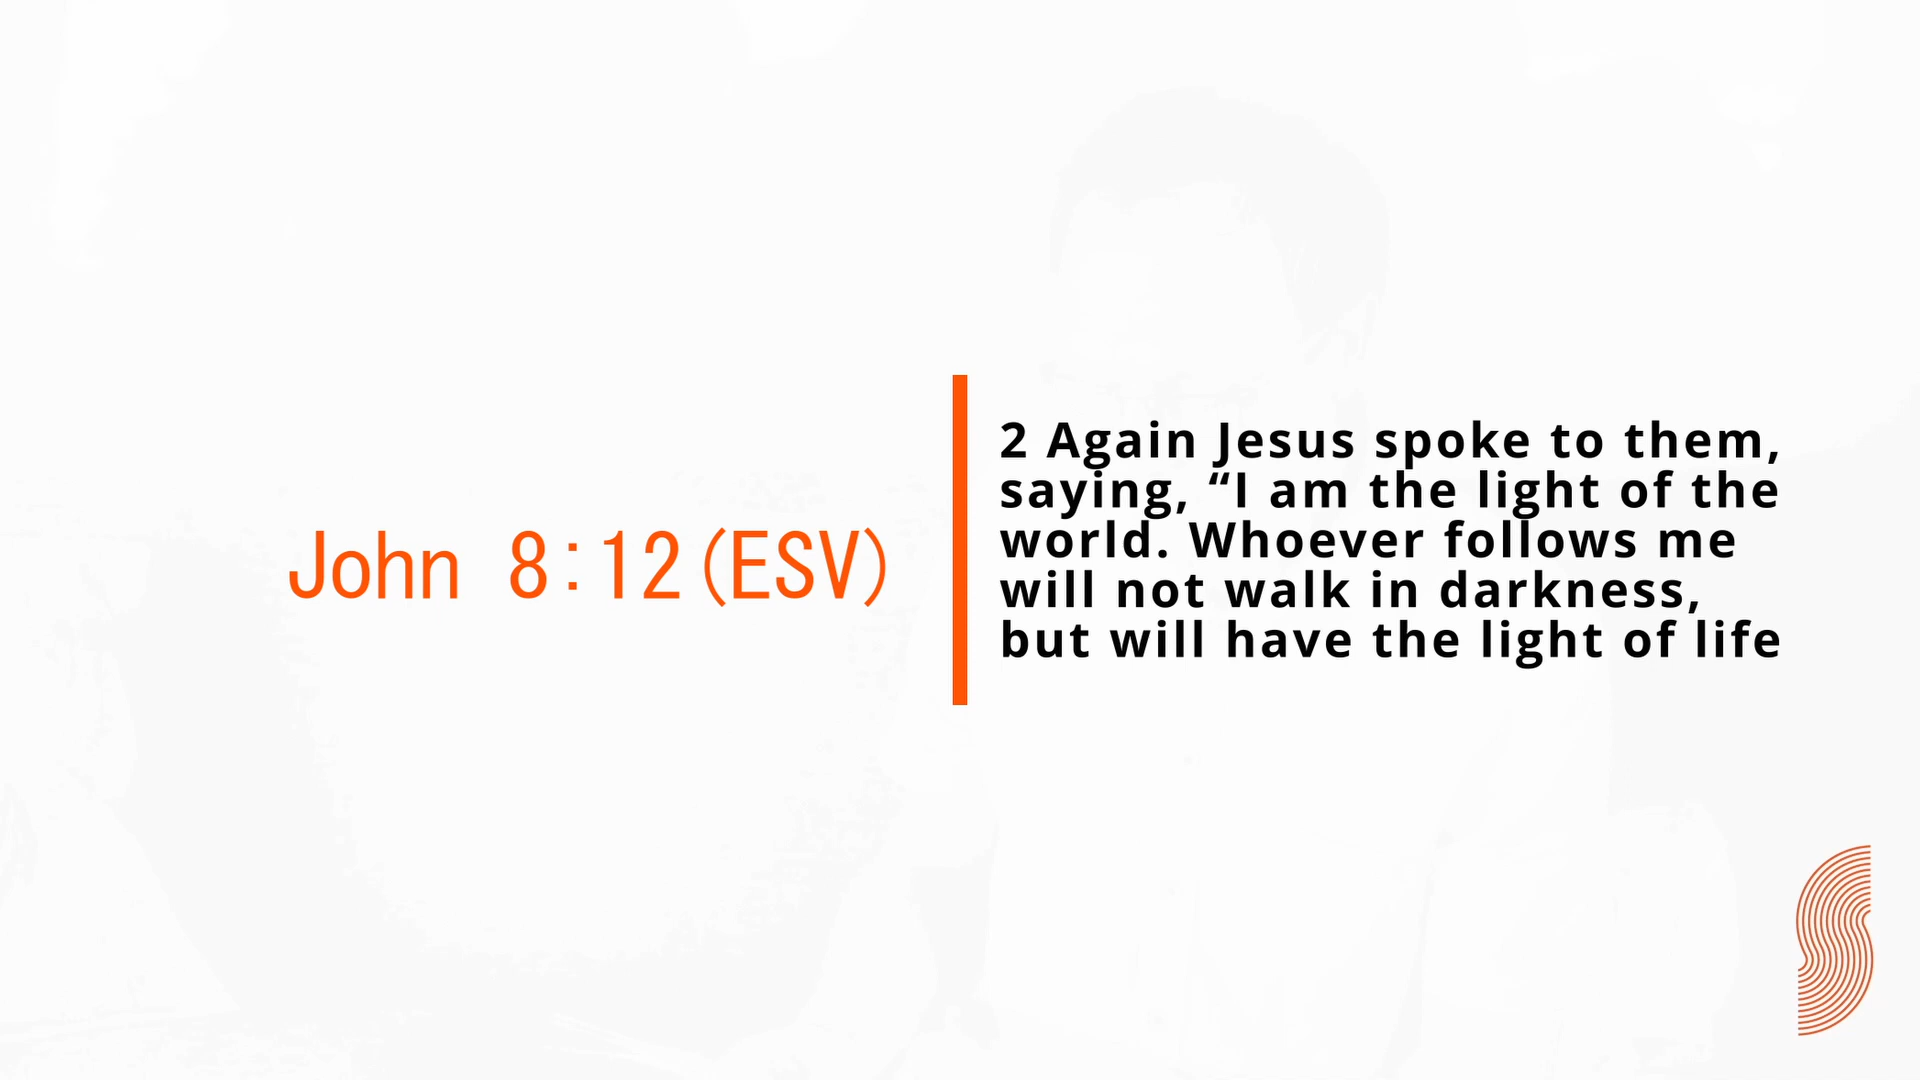 John 8:12(ESV)
2 Again Jesus spoke to them,
saying, “I am the light of the
world. Whoever follows me
will not walk in darkness,
but will have the light of life